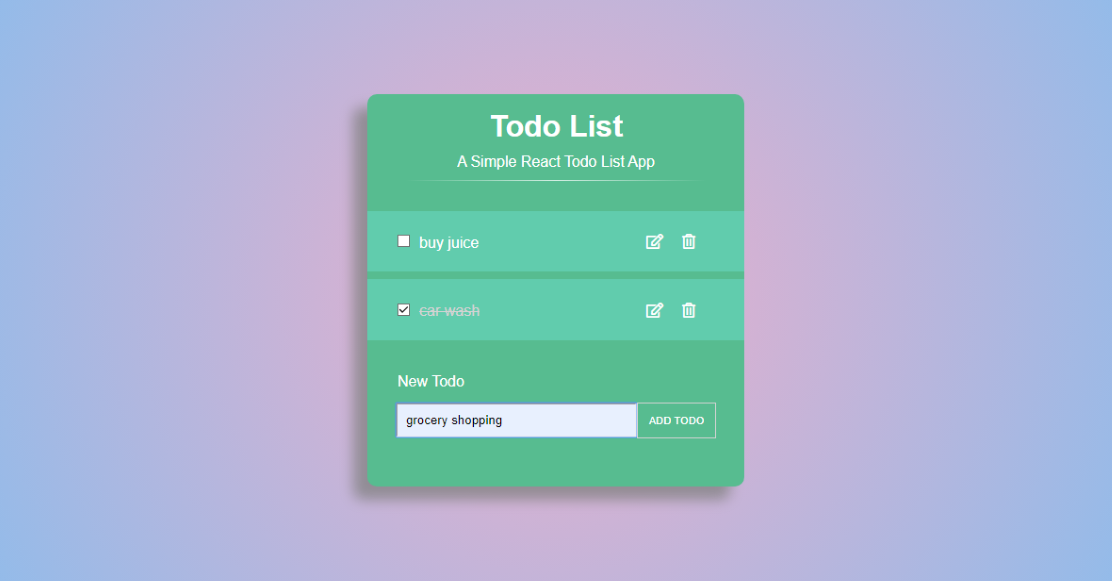 Todo List
A Simple React Todo List App
buy juice
car wash
New Todo
grocery shopping
ADD TODO